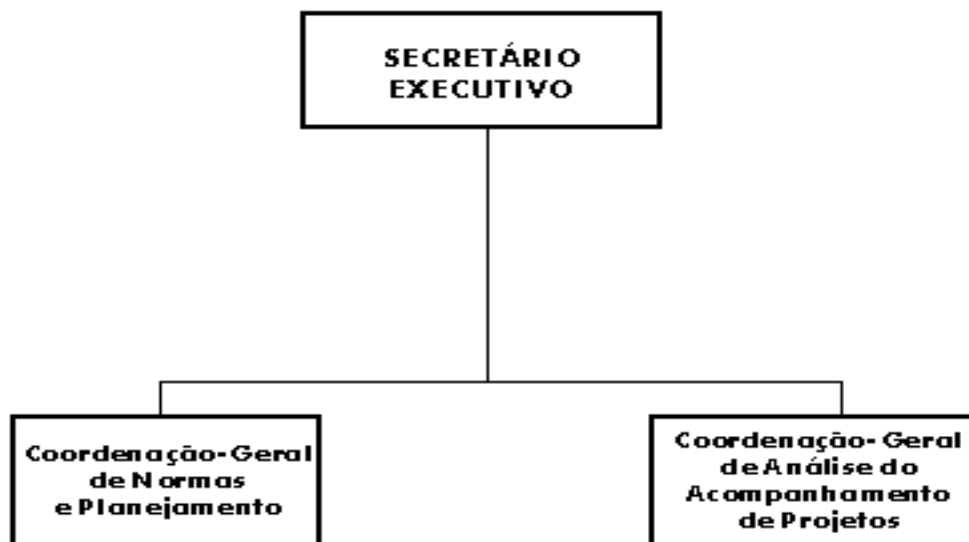 SECRETÁRIO
EXECUTIVO
Coordenação-Geral
de Normas
e Planejamento
Coordenação-Geral
de Análise do
Acompanhamento
de Projetos